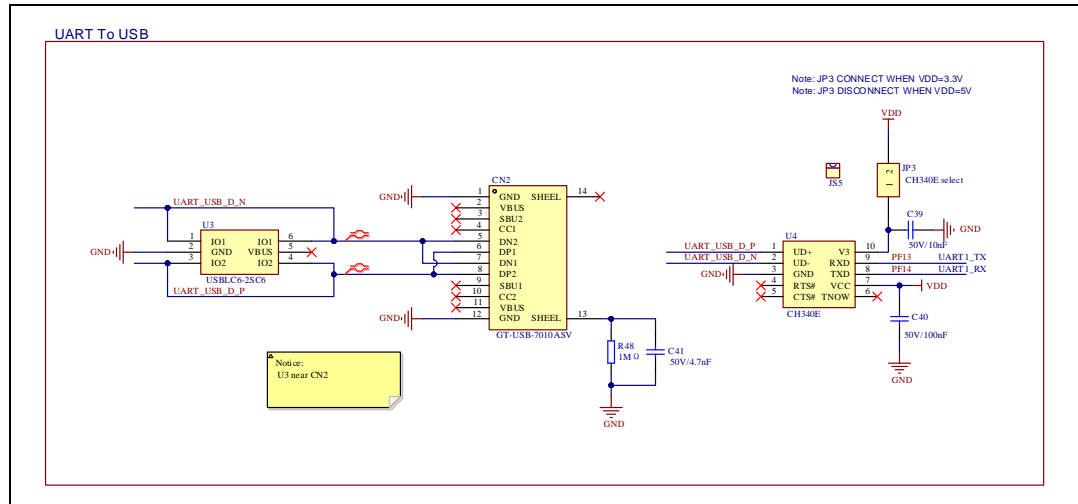 UART To USB
Note: JP3 CONNECT WHEN VDD=3.3V
Note: JP3 DISCONNECT WHEN VDD=5V
VDD
JP3
1 2
CH340E select
JS5
C39
50V/10nF
GND
UART_USB_D_N
U3
1 IO1 IO1 6
GND 2 GND VBUS 5
3 IO2 IO2 4
USBLC6-2SC6
UART_USB_D_P
CN2
GND 1 GND SHEEL 14
2 VBUS
3 SBU2
4 CC1
5 DN2
6 DP1
7 DN1
8 DP2
9 SBU1
10 CC2
11 VBUS
GND 12 GND SHEEL 13
GT-USB-7010ASV
R48
1MΩ
C41
50V/4.7nF
GND
U4
UART_USB_D_P 1 UD+ V3 10
UART_USB_D_N 2 UD- RXD 9 PF13 UART1_TX
GND 3 GND TXD 8 PF14 UART1_RX
4 RTS# VCC 7 VDD
5 CTS# TNOW 6
CH340E
C40
50V/100nF
GND
Notice:
U3 near CN2